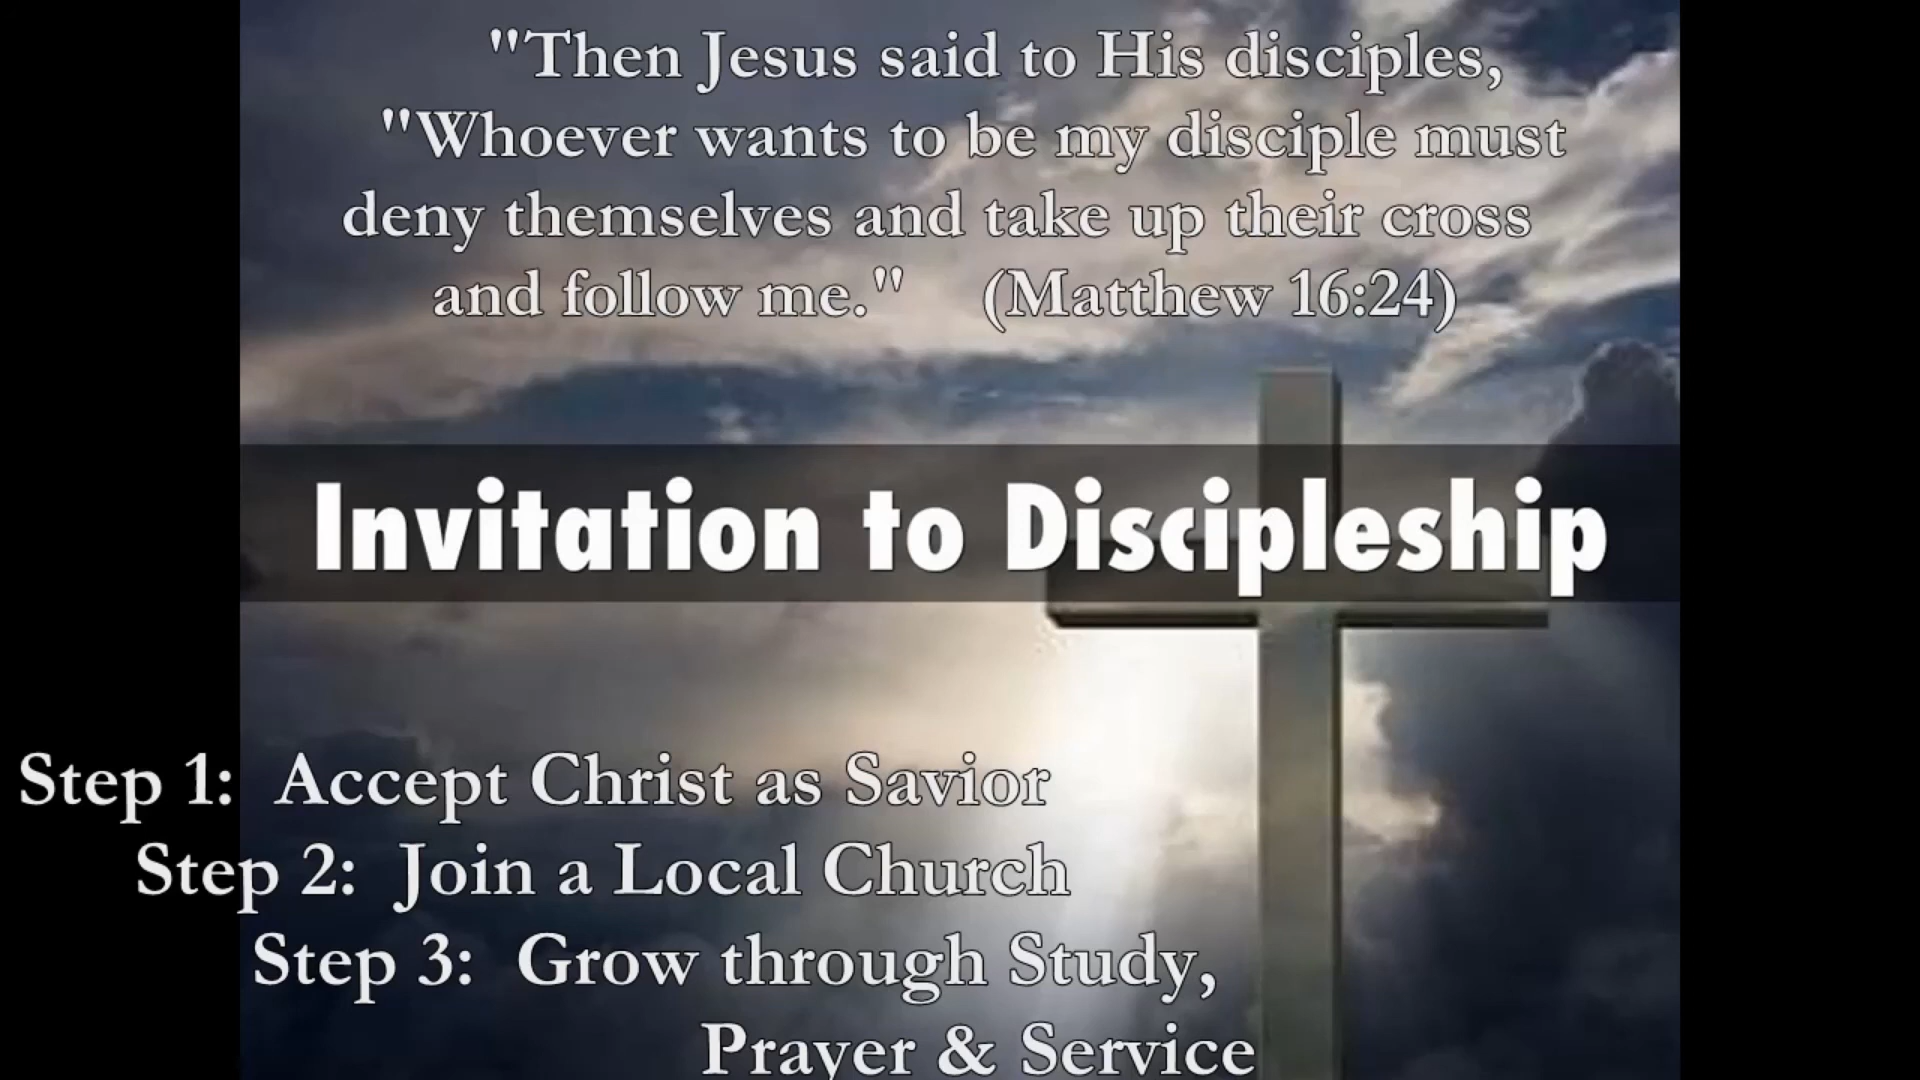 "Then Jesus said to His disciples,
"Whoever wants to be my disciple must
deny themselves and take up their cross
and follow me." (Matthew 16:24)
Invitation to Discipleship
Step 1: Accept Christ as Savior
Step 2: Join a Local Church
Step 3: Grow through Study,
Prayer & Service